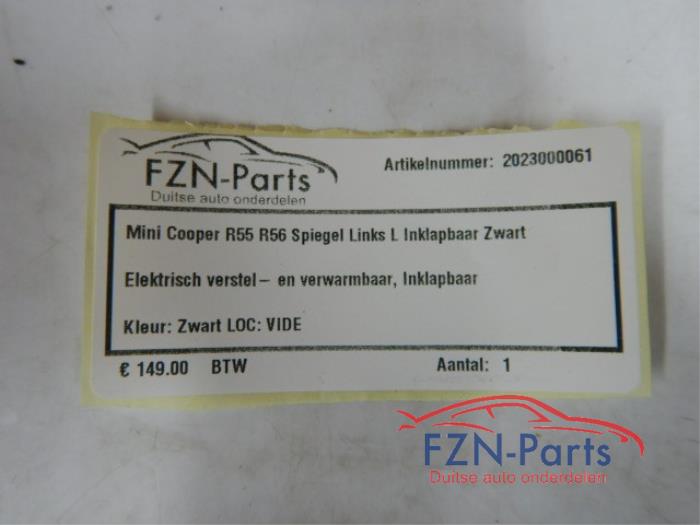 FZN-Parts
Duitse auto onderdelen
Artikelnummer: 2023000061
Mini Cooper R55 R56 Spiegel Links L Inklapbaar Zwart
Elektrisch verstel- en verwarmbaar, Inklapbaar
Kleur: Zwart LOC: VIDE
€ 149.00 BTW
Aantal: 1
FZN-Parts
Duitse auto onderdelen